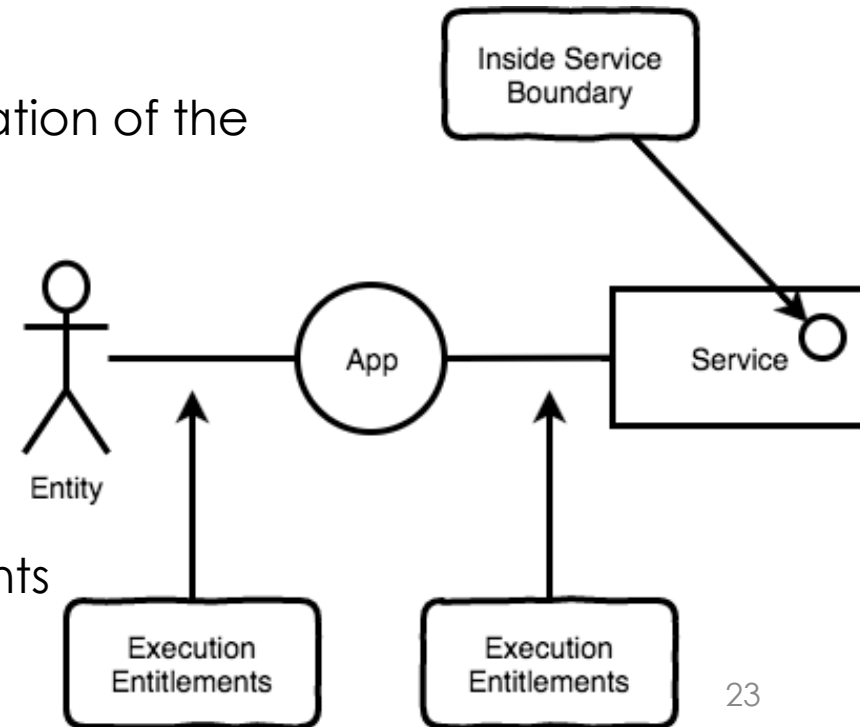 Inside Service
Boundary
ation of the
App
Service
Entity
nts
Execution
Entitlements
Execution
Entitlements
23